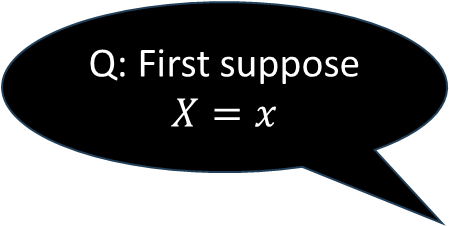 Q: First suppose
X = x